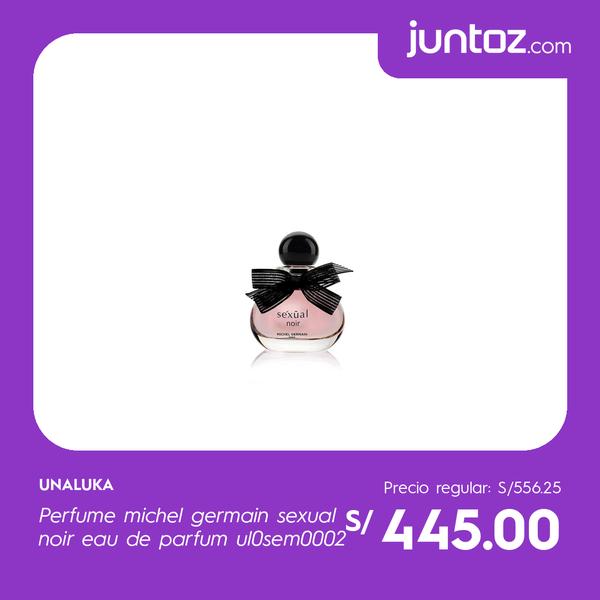 juntoz.com
sexūal
noir
MICHEL GERMAIN
UNALUKA
Precio regular: S/556.25
Perfume michel germain sexual
noir eau de parfum ul0sem0002
S/ 445.00